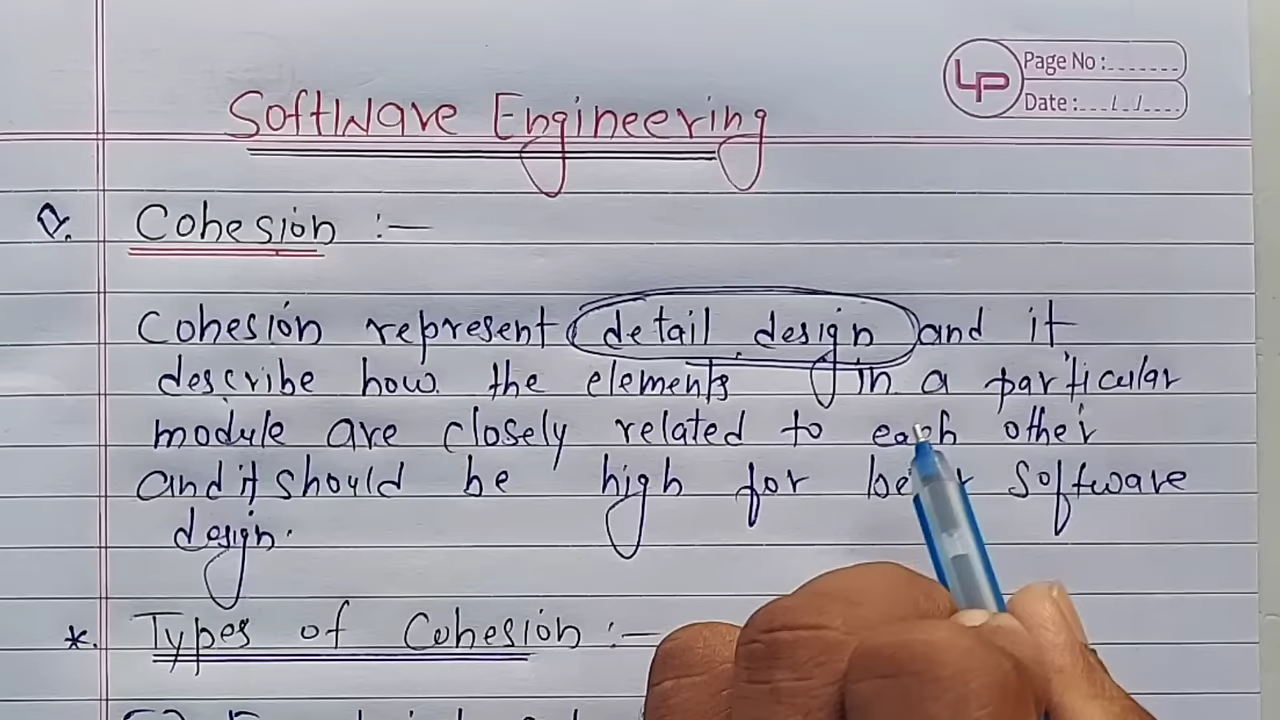 LP
Page No :
Date :
Software Engineering
Q. Cohesion :-
Cohesion represent detail design and it
describe how the elements in a particular
module are closely related to each other
and it should be high for software
design.
*. Types of Cohesion :-